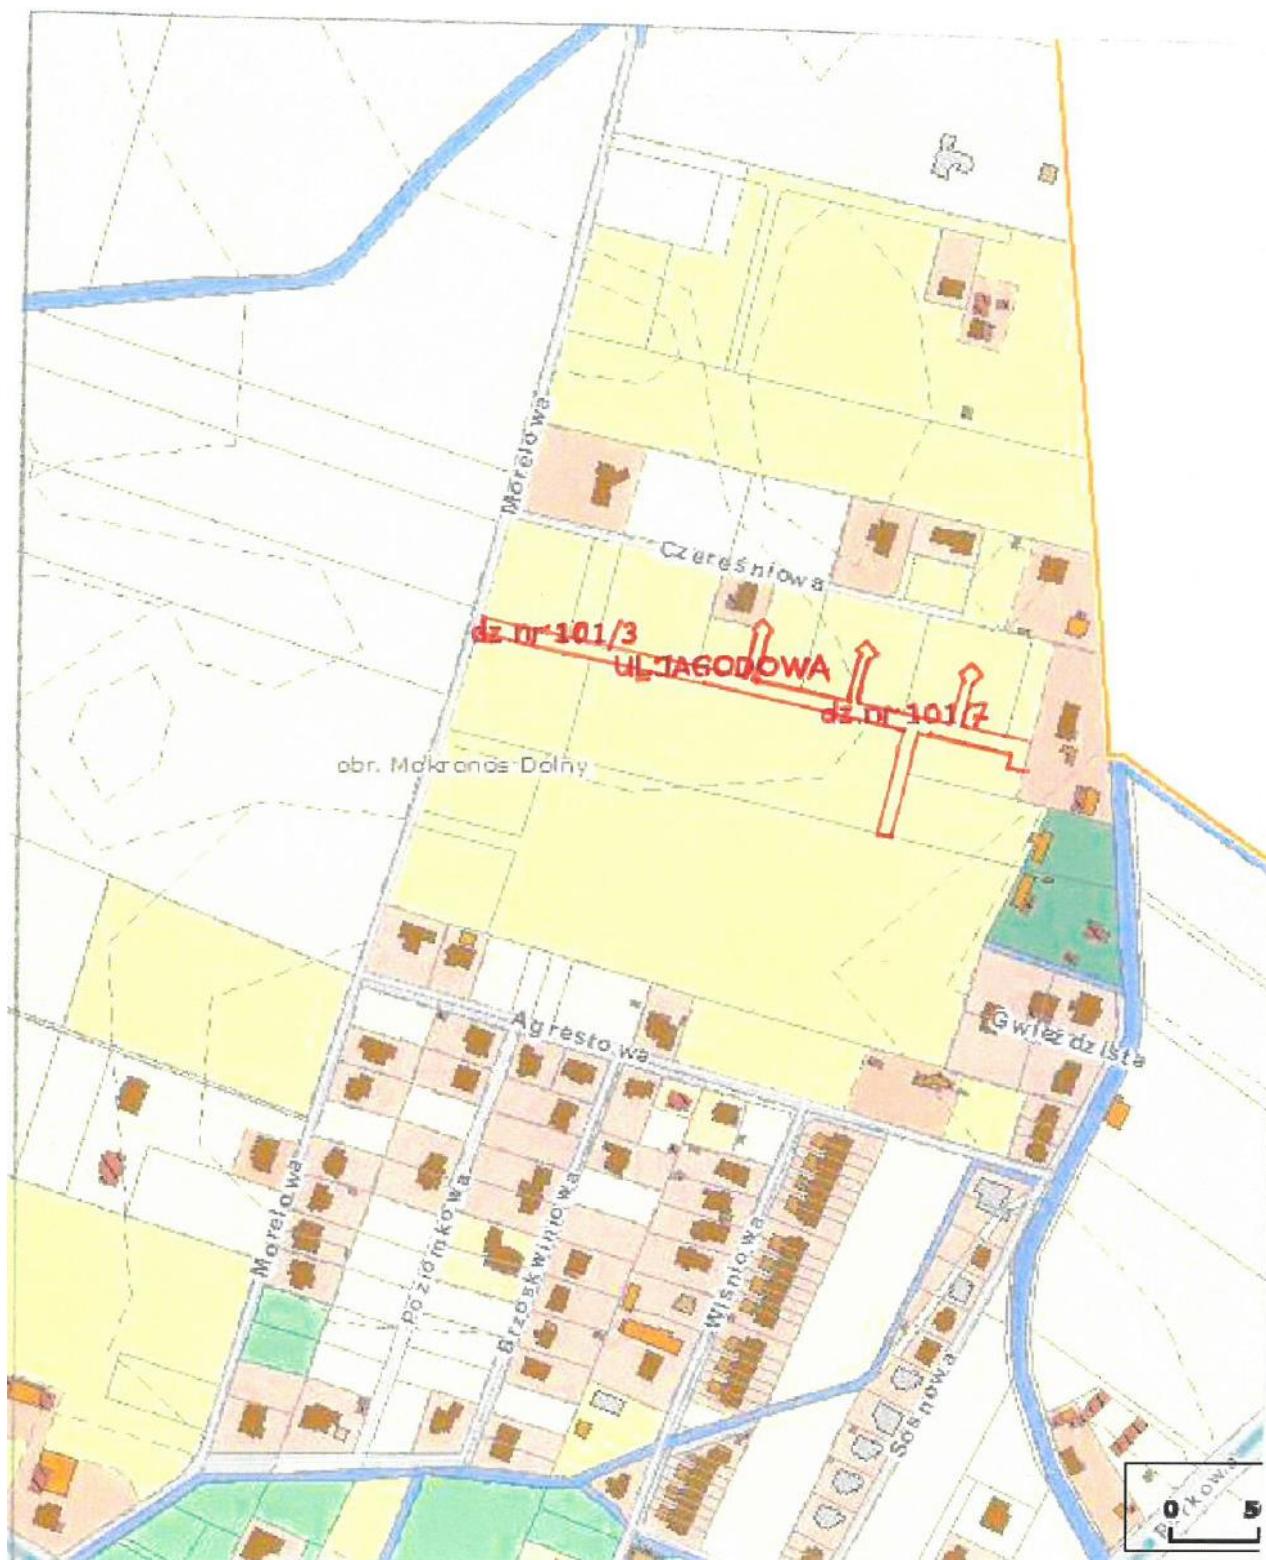 Morelowa
Czereśniowa
dz nr 101/3
UL.JAGODOWA
dz.nr 101/7
obr. Mokronos Dolny
Agrestowa
Gwieździsta
Morelowa
Poziomkowa
Brzoskwiniowa
Wiśniowa
Sosnowa
0 5